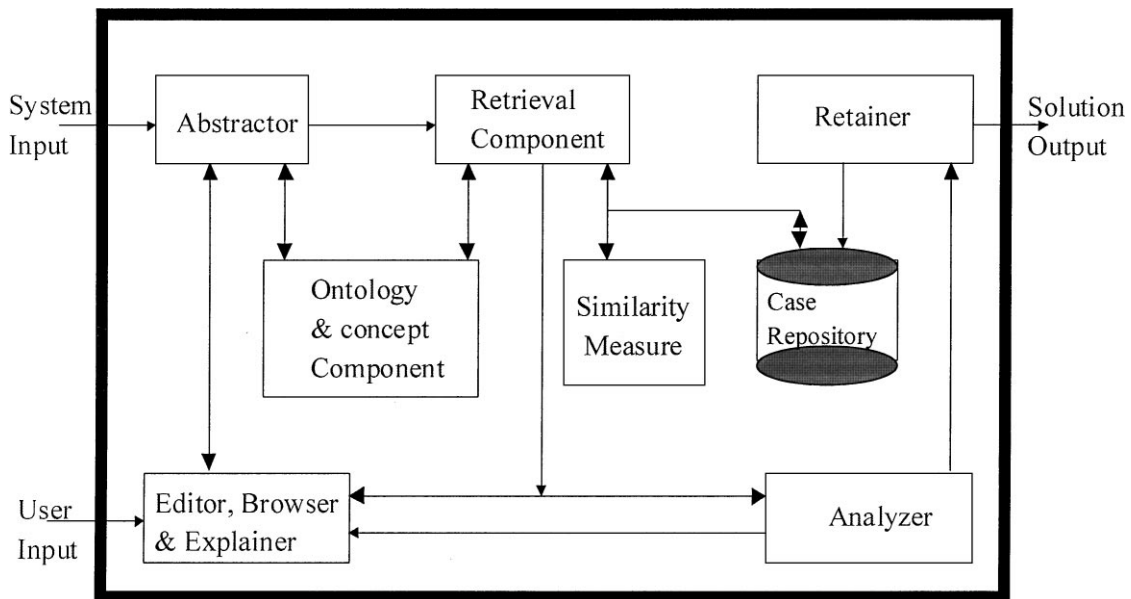 System
Input
Abstractor
Retrieval
Component
Retainer
Solution
Output
Ontology
& concept
Component
Similarity
Measure
Case
Repository
User
Input
Editor, Browser
& Explainer
Analyzer